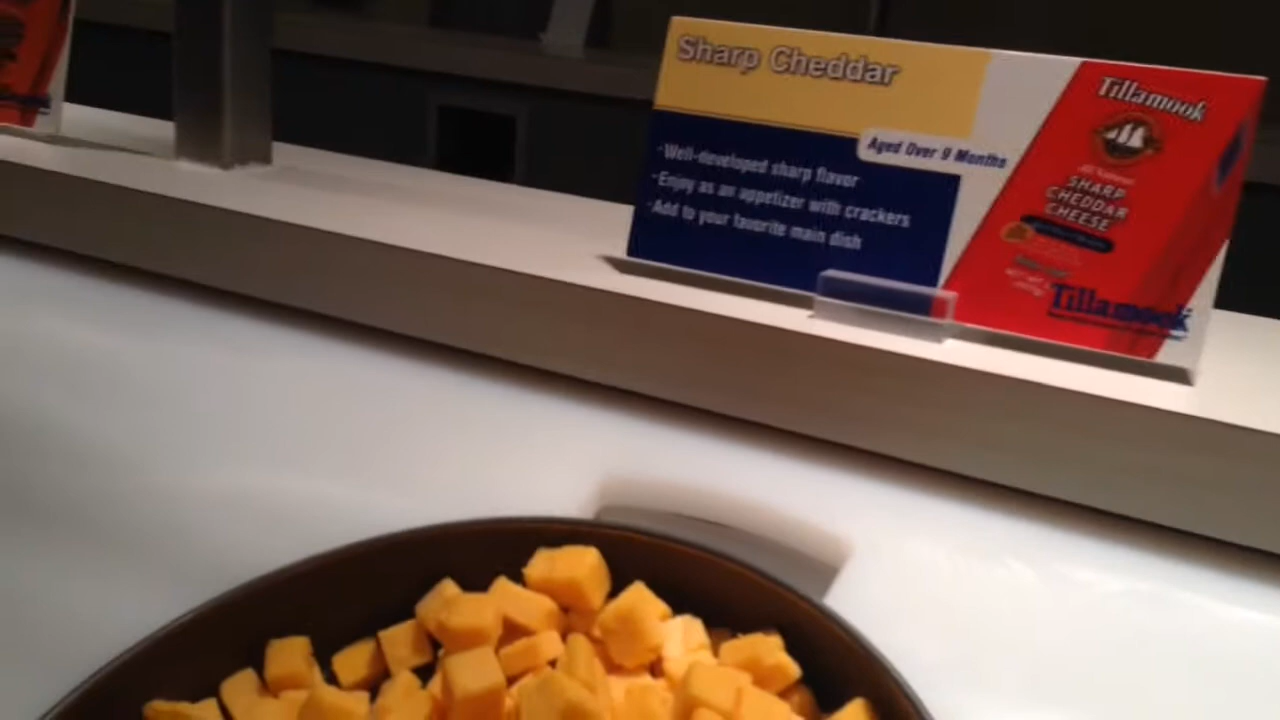 Sharp Cheddar
Aged Over 9 Months
-Well-developed sharp flavor
-Enjoy as an appetizer with crackers
-Add to your favorite main dish
Tillamook
SHARP
CHEDDAR
CHEESE
Tillamook